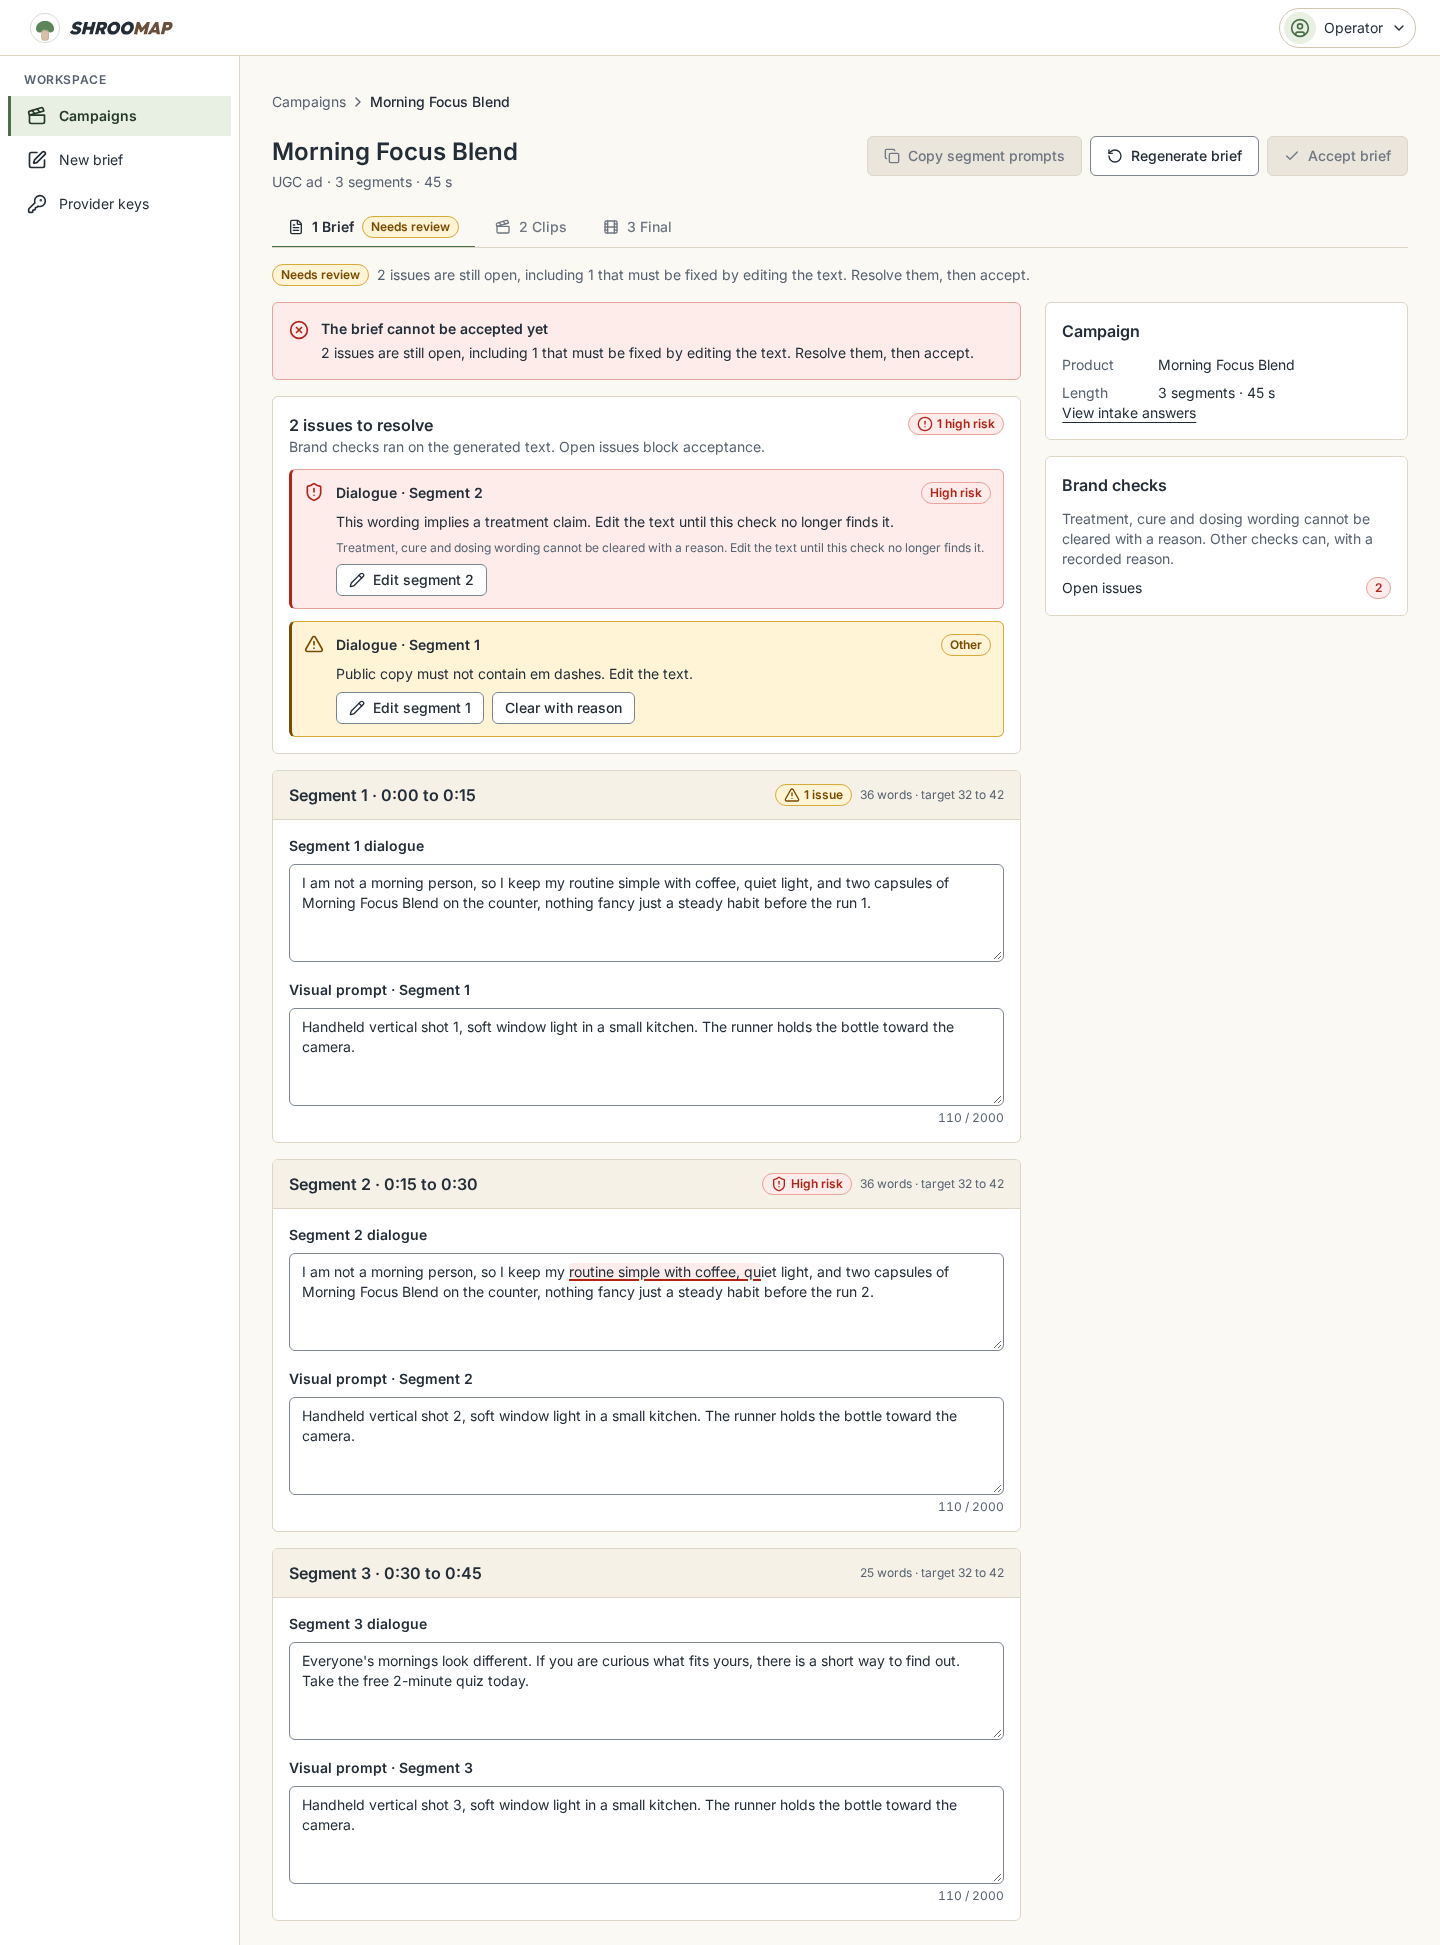 SHROOMAP
Operator
WORKSPACE
Campaigns
New brief
Provider keys
Campaigns > Morning Focus Blend
Morning Focus Blend
UGC ad · 3 segments · 45 s
Copy segment prompts
Regenerate brief
Accept brief
1 Brief Needs review
2 Clips
3 Final
Needs review 2 issues are still open, including 1 that must be fixed by editing the text. Resolve them, then accept.
The brief cannot be accepted yet
2 issues are still open, including 1 that must be fixed by editing the text. Resolve them, then accept.
2 issues to resolve
1 high risk
Brand checks ran on the generated text. Open issues block acceptance.
Dialogue · Segment 2
High risk
This wording implies a treatment claim. Edit the text until this check no longer finds it.
Treatment, cure and dosing wording cannot be cleared with a reason. Edit the text until this check no longer finds it.
Edit segment 2
Dialogue · Segment 1
Other
Public copy must not contain em dashes. Edit the text.
Edit segment 1
Clear with reason
Segment 1 · 0:00 to 0:15
1 issue
36 words · target 32 to 42
Segment 1 dialogue
I am not a morning person, so I keep my routine simple with coffee, quiet light, and two capsules of
Morning Focus Blend on the counter, nothing fancy just a steady habit before the run 1.
Visual prompt · Segment 1
Handheld vertical shot 1, soft window light in a small kitchen. The runner holds the bottle toward the
camera.
110 / 2000
Segment 2 · 0:15 to 0:30
High risk
36 words · target 32 to 42
Segment 2 dialogue
I am not a morning person, so I keep my routine simple with coffee, quiet light, and two capsules of
Morning Focus Blend on the counter, nothing fancy just a steady habit before the run 2.
Visual prompt · Segment 2
Handheld vertical shot 2, soft window light in a small kitchen. The runner holds the bottle toward the
camera.
110 / 2000
Segment 3 · 0:30 to 0:45
25 words · target 32 to 42
Segment 3 dialogue
Everyone's mornings look different. If you are curious what fits yours, there is a short way to find out.
Take the free 2-minute quiz today.
Visual prompt · Segment 3
Handheld vertical shot 3, soft window light in a small kitchen. The runner holds the bottle toward the
camera.
110 / 2000
Campaign
Product Morning Focus Blend
Length 3 segments · 45 s
View intake answers
Brand checks
Treatment, cure and dosing wording cannot be
cleared with a reason. Other checks can, with a
recorded reason.
Open issues 2